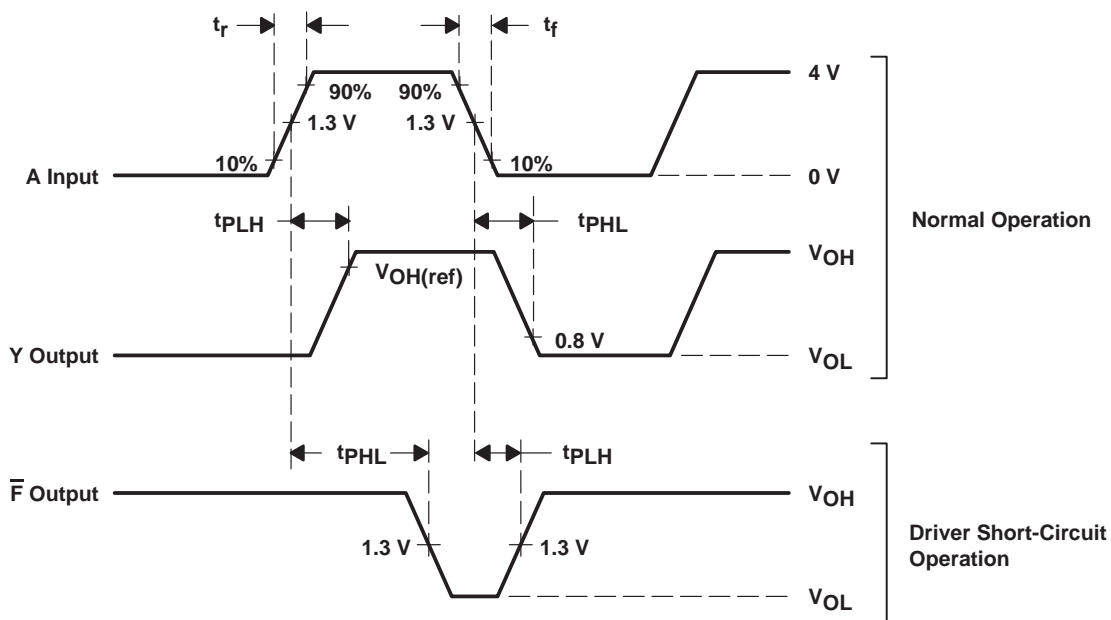 tr
tf
4 V
90%
90%
1.3 V
1.3 V
10%
10%
A Input
0 V
Normal Operation
tPLH
tPHL
VOH
VOH(ref)
0.8 V
Y Output
VOL
tPHL
tPLH
F̅ Output
VOH
1.3 V
1.3 V
Driver Short-Circuit
Operation
VOL